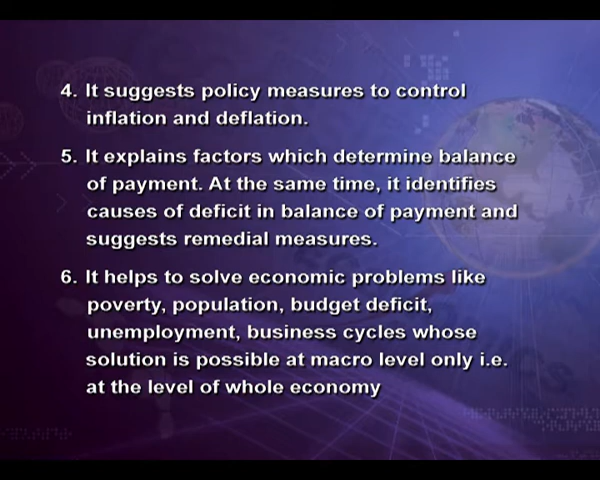 4. It suggests policy measures to control
inflation and deflation.
5. It explains factors which determine balance
of payment. At the same time, it identifies
causes of deficit in balance of payment and
suggests remedial measures.
6. It helps to solve economic problems like
poverty, population, budget deficit,
unemployment, business cycles whose
solution is possible at macro level only i.e.
at the level of whole economy